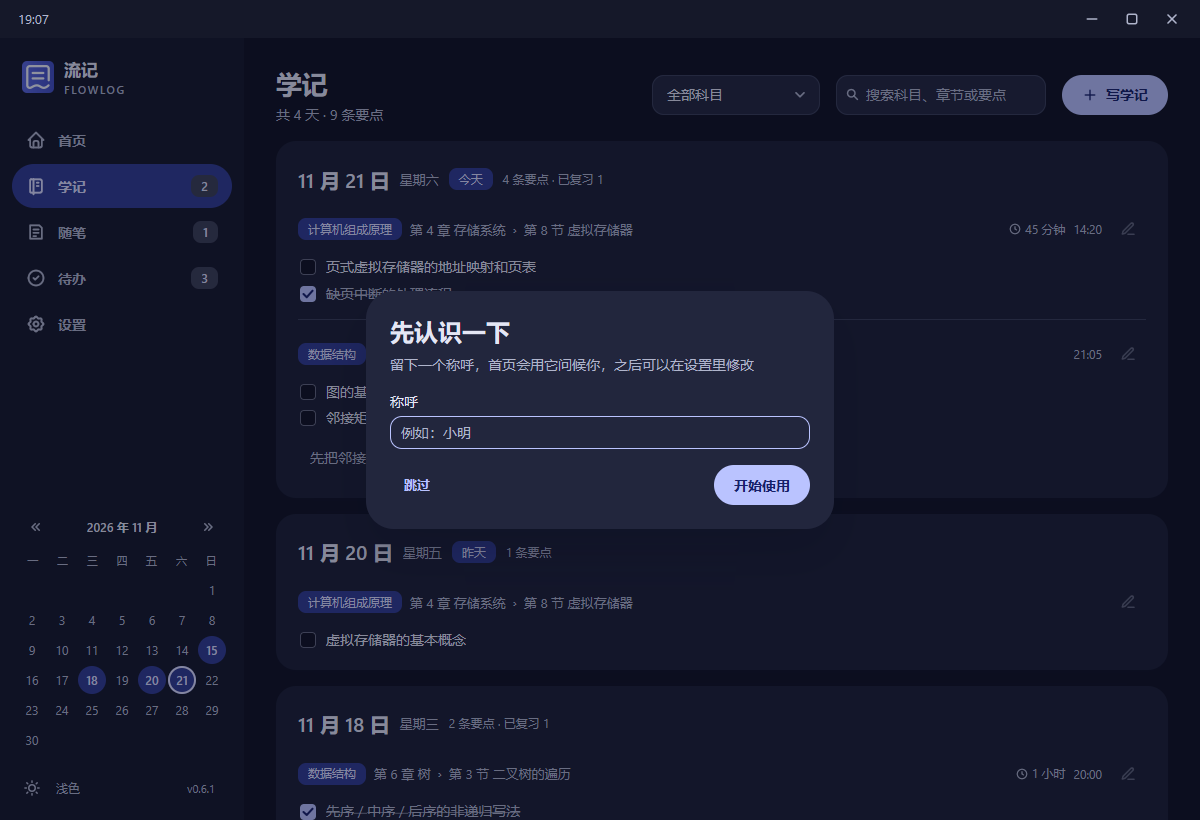 19:07
流记
FLOWLOG
首页
学记 2
随笔 1
待办 3
设置
« 2026 年 11 月 »
一 二 三 四 五 六 日
1
2 3 4 5 6 7 8
9 10 11 12 13 14 15
16 17 18 19 20 21 22
23 24 25 26 27 28 29
30
浅色 v0.6.1
学记
共 4 天 · 9 条要点
全部科目
搜索科目、章节或要点
+ 写学记
11 月 21 日 星期六 今天 4 条要点 · 已复习 1
计算机组成原理 第 4 章 存储系统 › 第 8 节 虚拟存储器 45 分钟 14:20
页式虚拟存储器的地址映射和页表
缺页中断的处理流程
数据结构 21:05
图的基
邻接矩
先把邻接
先认识一下
留下一个称呼，首页会用它问候你，之后可以在设置里修改
称呼
例如：小明
跳过 开始使用
11 月 20 日 星期五 昨天 1 条要点
计算机组成原理 第 4 章 存储系统 › 第 8 节 虚拟存储器
虚拟存储器的基本概念
11 月 18 日 星期三 2 条要点 · 已复习 1
数据结构 第 6 章 树 › 第 3 节 二叉树的遍历 1 小时 20:00
先序 / 中序 / 后序的非递归写法